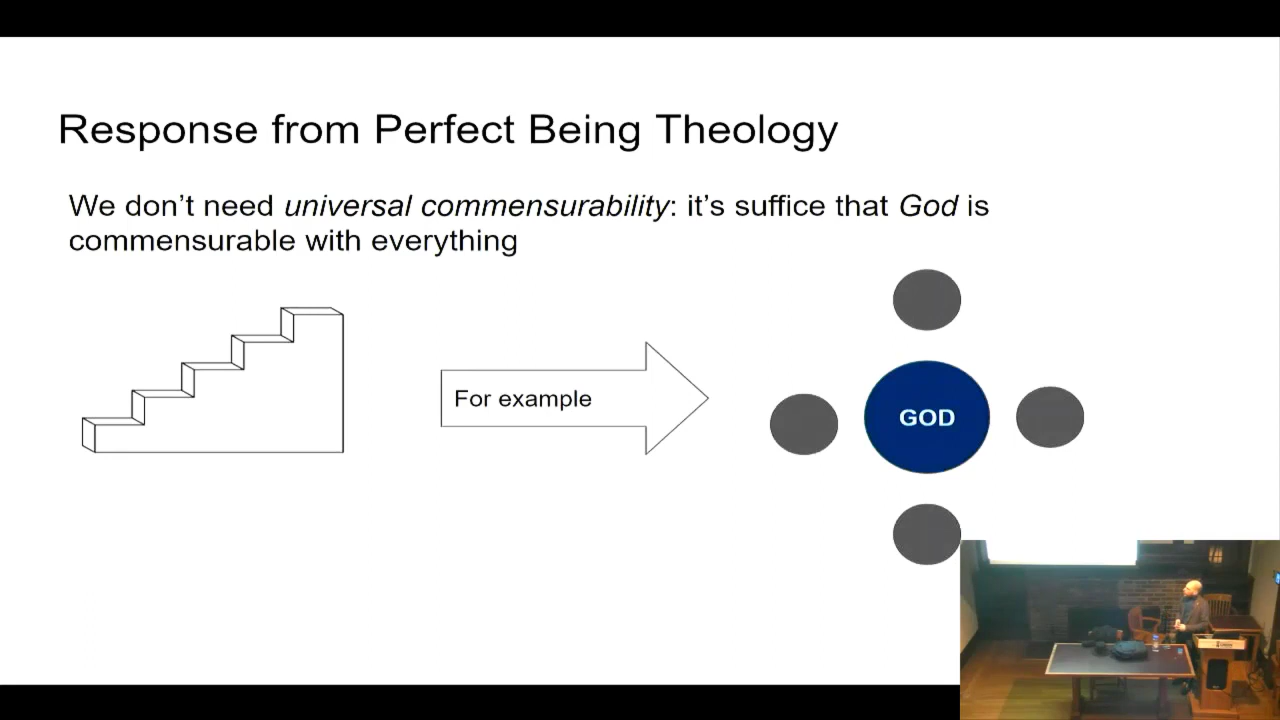 Response from Perfect Being Theology
We don't need universal commensurability: it's suffice that God is
commensurable with everything
For example
GOD